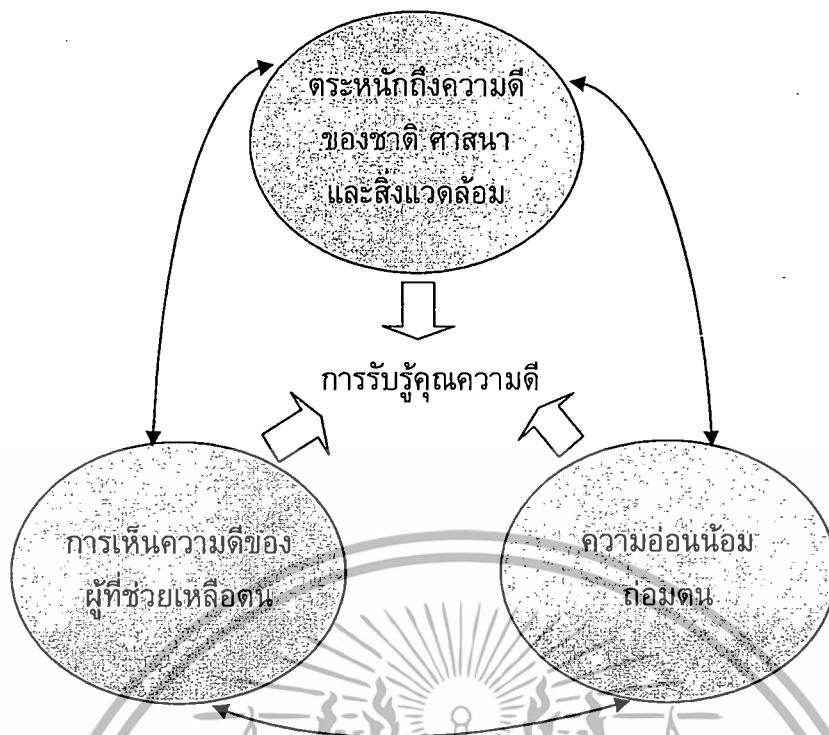 ตระหนักถึงความดี
ของชาติ ศาสนา
และสิ่งแวดล้อม
การรับรู้คุณความดี
การเห็นความดีของ
ผู้ที่ช่วยเหลือตน
ความอ่อนน้อม
ถ่อมตน